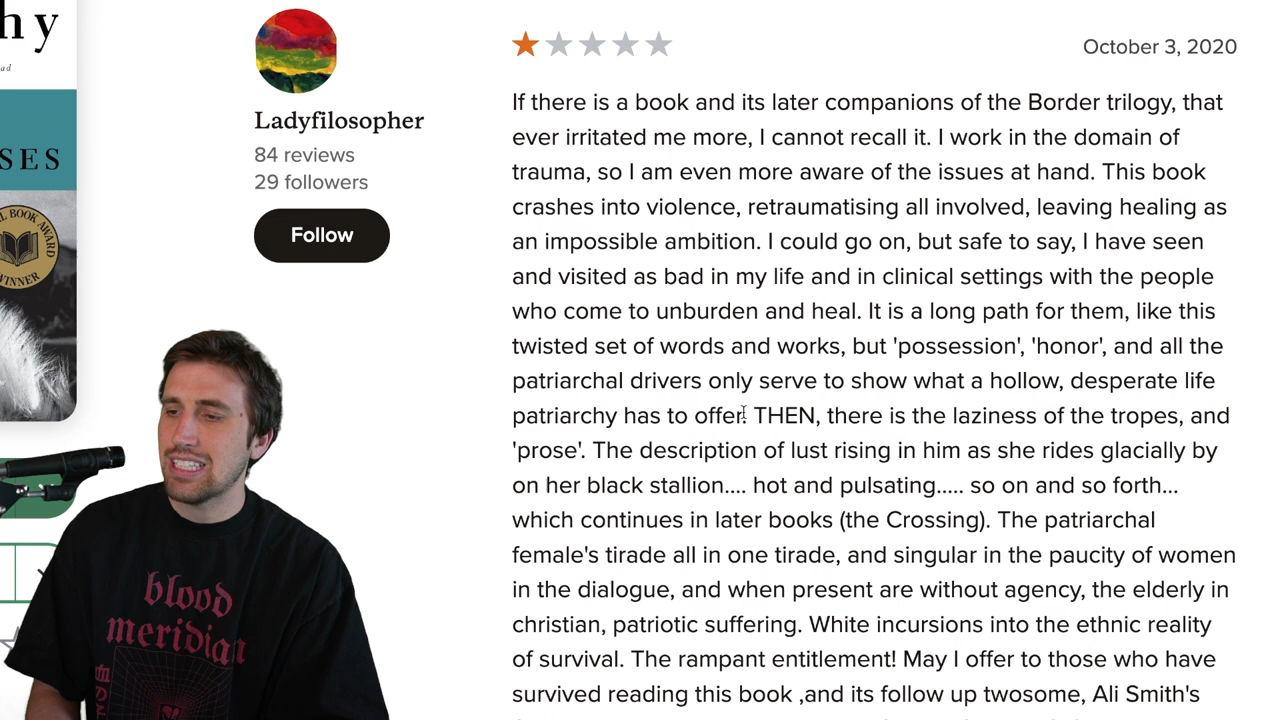 hy
ad
SES
L BOOK AWARD
WINNER
Ladyfilosopher
84 reviews
29 followers
Follow
October 3, 2020
If there is a book and its later companions of the Border trilogy, that
ever irritated me more, I cannot recall it. I work in the domain of
trauma, so I am even more aware of the issues at hand. This book
crashes into violence, retraumatising all involved, leaving healing as
an impossible ambition. I could go on, but safe to say, I have seen
and visited as bad in my life and in clinical settings with the people
who come to unburden and heal. It is a long path for them, like this
twisted set of words and works, but 'possession', 'honor', and all the
patriarchal drivers only serve to show what a hollow, desperate life
patriarchy has to offer. THEN, there is the laziness of the tropes, and
'prose'. The description of lust rising in him as she rides glacially by
on her black stallion.... hot and pulsating..... so on and so forth...
which continues in later books (the Crossing). The patriarchal
female's tirade all in one tirade, and singular in the paucity of women
in the dialogue, and when present are without agency, the elderly in
christian, patriotic suffering. White incursions into the ethnic reality
of survival. The rampant entitlement! May I offer to those who have
survived reading this book ,and its follow up twosome, Ali Smith's
blood
meridian